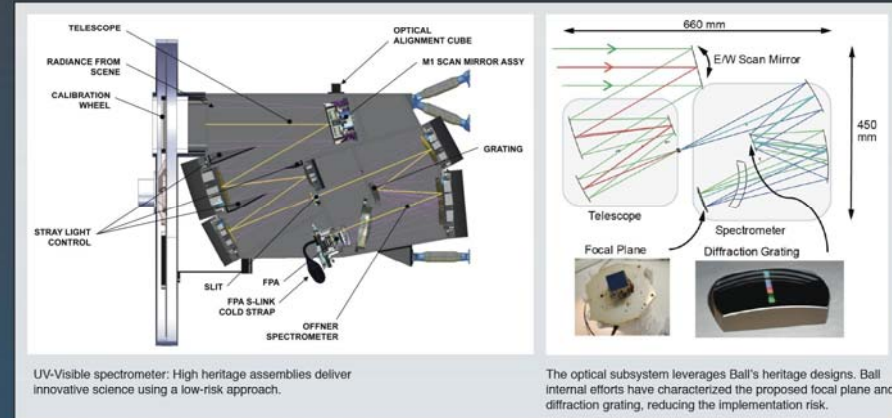 TELESCOPE
RADIANCE FROM
SCENE
CALIBRATION
WHEEL
OPTICAL
ALIGNMENT CUBE
M1 SCAN MIRROR ASSY
GRATING
STRAY LIGHT
CONTROL
SLIT
FPA
FPA S-LINK
COLD STRAP
OFFNER
SPECTROMETER
UV-Visible spectrometer: High heritage assemblies deliver
innovative science using a low-risk approach.
660 mm
E/W Scan Mirror
450
mm
Telescope
Spectrometer
Focal Plane
Diffraction Grating
The optical subsystem leverages Ball's heritage designs. Ball
internal efforts have characterized the proposed focal plane and
diffraction grating, reducing the implementation risk.